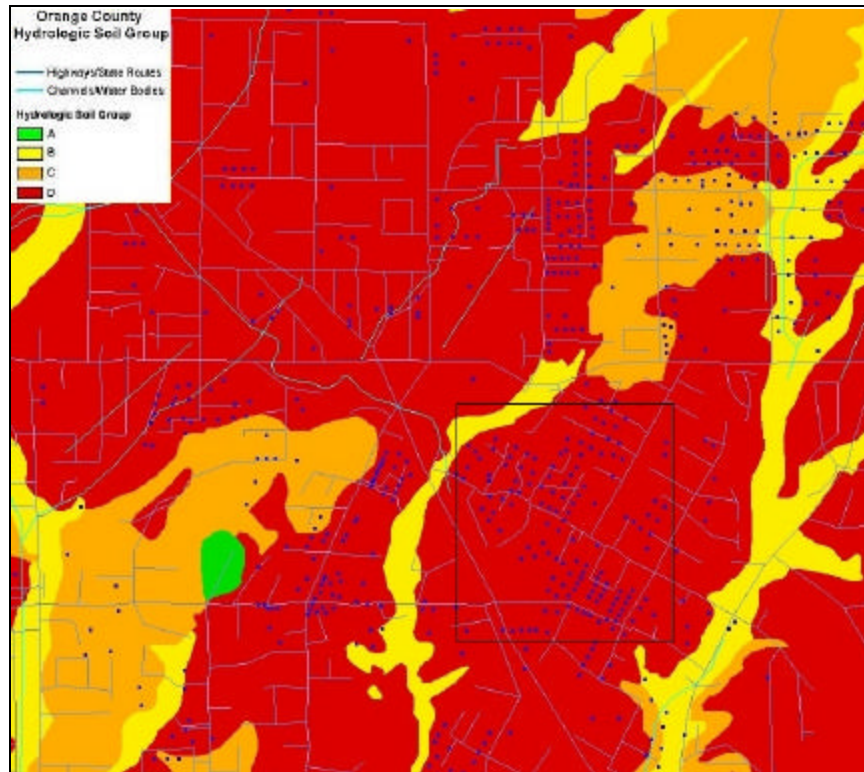 Orange County
Hydrologic Soil Group
Highways/State Routes
Channels/Water Bodies
Hydrologic Soil Group
A
B
C
D